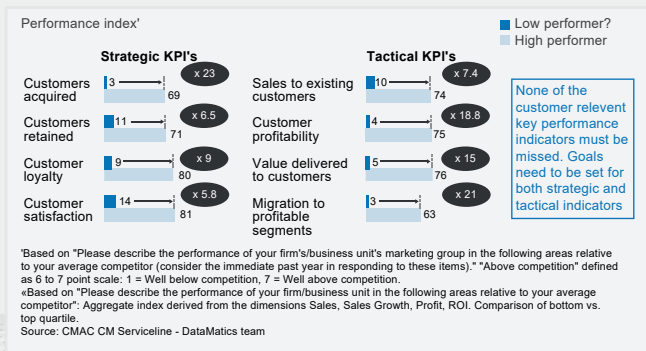 Performance index'
Low performer?
High performer
Strategic KPI's
Customers
acquired
3
69
x 23
Customers
retained
11
71
x 6.5
Customer
loyalty
9
80
x 9
Customer
satisfaction
14
81
x 5.8
Tactical KPI's
Sales to existing
customers
10
74
x 7.4
Customer
profitability
4
75
x 18.8
Value delivered
to customers
5
76
x 15
Migration to
profitable
segments
3
63
x 21
None of the
customer relevent
key performance
indicators must be
missed. Goals
need to be set for
both strategic and
tactical indicators
'Based on "Please describe the performance of your firm's/business unit's marketing group in the following areas relative
to your average competitor (consider the immediate past year in responding to these items)." "Above competition" defined
as 6 to 7 point scale: 1 = Well below competition, 7 = Well above competition.
«Based on "Please describe the performance of your firm/business unit in the following areas relative to your average
competitor": Aggregate index derived from the dimensions Sales, Sales Growth, Profit, ROI. Comparison of bottom vs.
top quartile.
Source: CMAC CM Serviceline - DataMatics team